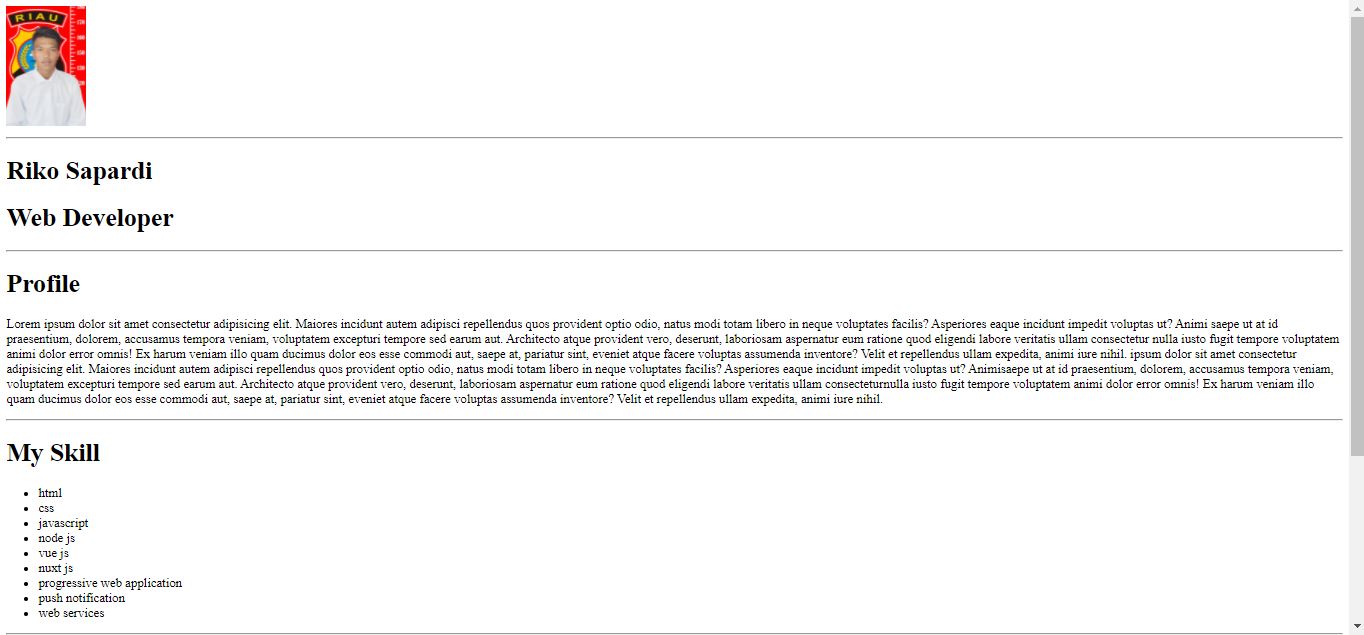 RIAU
Riko Sapardi
Web Developer
Profile
Lorem ipsum dolor sit amet consectetur adipisicing elit. Maiores incidunt autem adipisci repellendus quos provident optio odio, natus modi totam libero in neque voluptates facilis? Asperiores eaque incidunt impedit voluptas ut? Animi saepe ut at id
praesentium, dolorem, accusamus tempora veniam, voluptatem excepturi tempore sed earum aut. Architecto atque provident vero, deserunt, laboriosam aspernatur eum ratione quod eligendi labore veritatis ullam consectetur nulla iusto fugit tempore voluptatem
animi dolor error omnis! Ex harum veniam illo quam ducimus dolor eos esse commodi aut, saepe at, pariatur sint, eveniet atque facere voluptas assumenda inventore? Velit et repellendus ullam expedita, animi iure nihil. ipsum dolor sit amet consectetur
adipisicing elit. Maiores incidunt autem adipisci repellendus quos provident optio odio, natus modi totam libero in neque voluptates facilis? Asperiores eaque incidunt impedit voluptas ut? Animisaepe ut at id praesentium, dolorem, accusamus tempora veniam,
voluptatem excepturi tempore sed earum aut. Architecto atque provident vero, deserunt, laboriosam aspernatur eum ratione quod eligendi labore veritatis ullam consecteturnulla iusto fugit tempore voluptatem animi dolor error omnis! Ex harum veniam illo
quam ducimus dolor eos esse commodi aut, saepe at, pariatur sint, eveniet atque facere voluptas assumenda inventore? Velit et repellendus ullam expedita, animi iure nihil.
My Skill
html
css
javascript
node js
vue js
nuxt js
progressive web application
push notification
web services